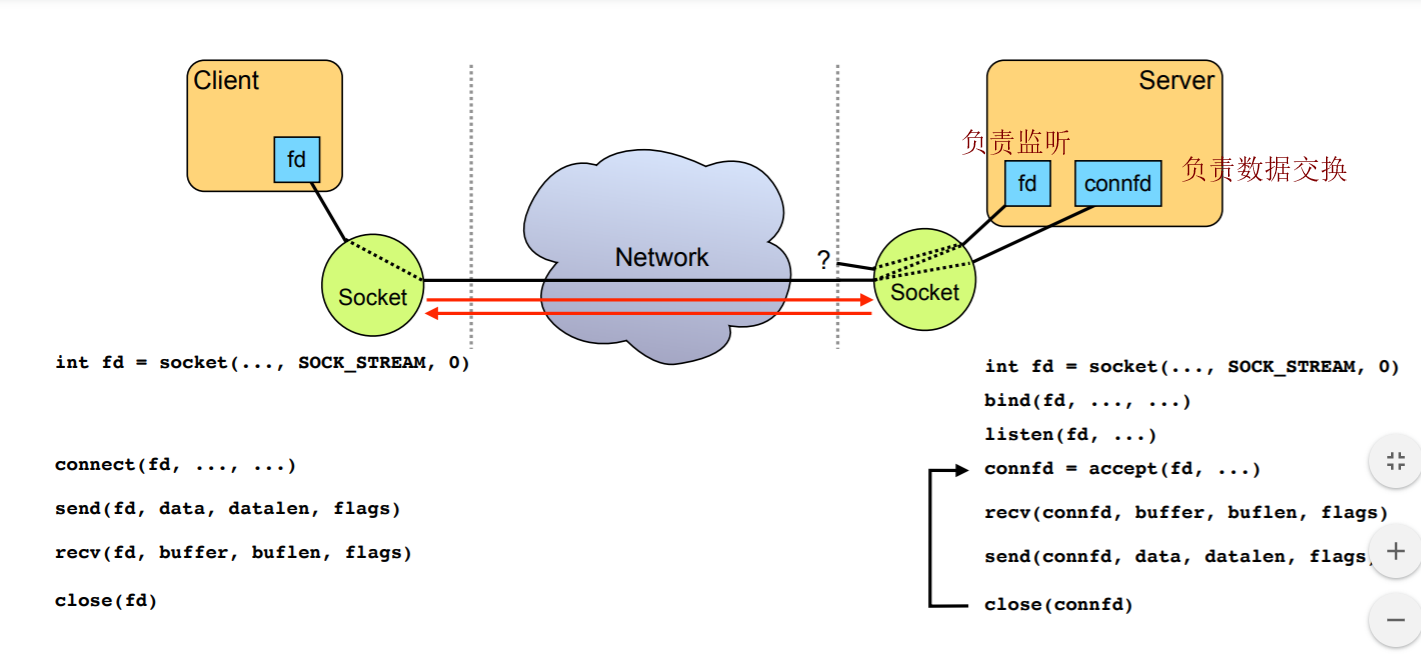 Client
Server
负责监听
fd
fd
connfd
负责数据交换
Network
?
Socket
Socket
int fd = socket(..., SOCK_STREAM, 0)
connect(fd, ..., ...)
send(fd, data, datalen, flags)
recv(fd, buffer, buflen, flags)
close(fd)
int fd = socket(..., SOCK_STREAM, 0)
bind(fd, ..., ...)
listen(fd, ...)
connfd = accept(fd, ...)
recv(connfd, buffer, buflen, flags)
send(connfd, data, datalen, flags
close(connfd)